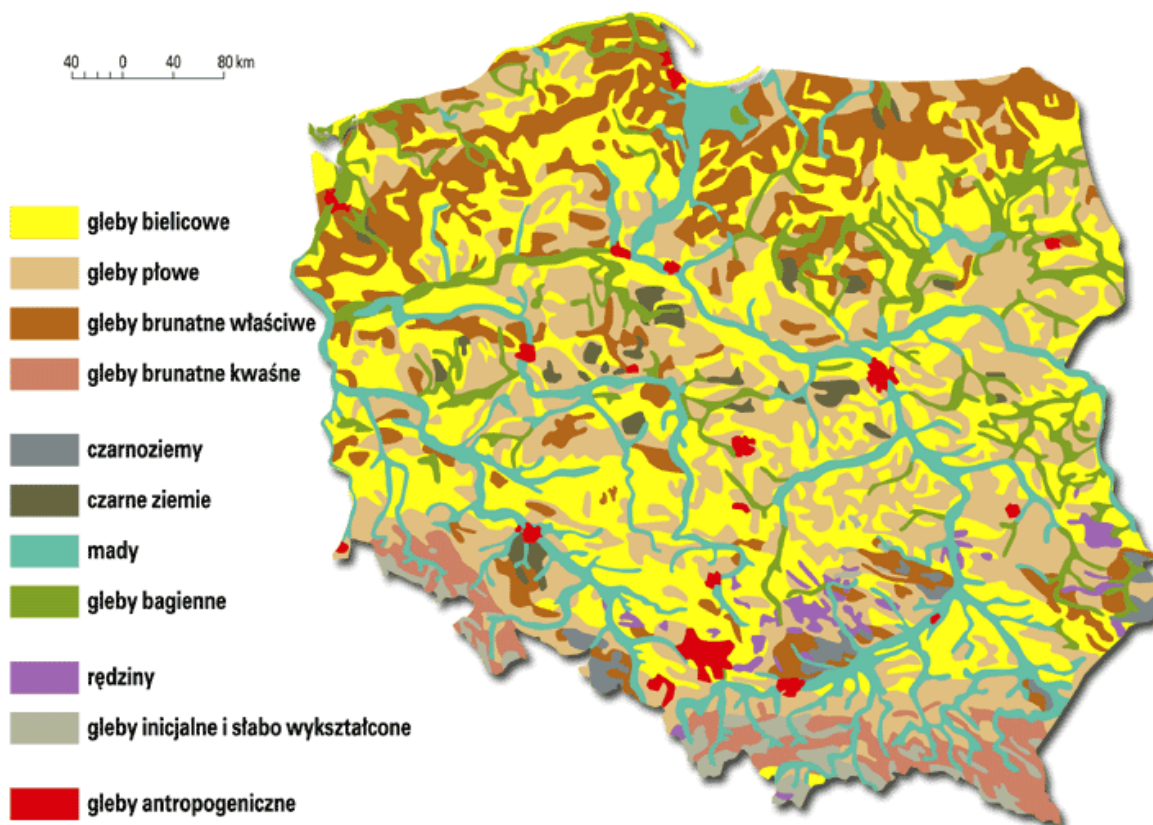 40 0 40 80 km
gleby bielicowe
gleby płowe
gleby brunatne właściwe
gleby brunatne kwaśne
czarnoziemy
czarne ziemie
mady
gleby bagienne
rędziny
gleby inicjalne i słabo wykształcone
gleby antropogeniczne